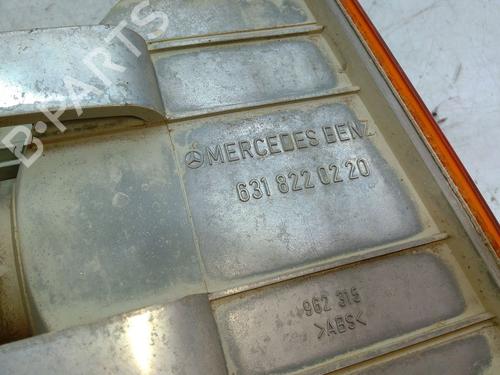 B-PARTS
MERCEDES BENZ
631 822 02 20
962 315
>ABS<